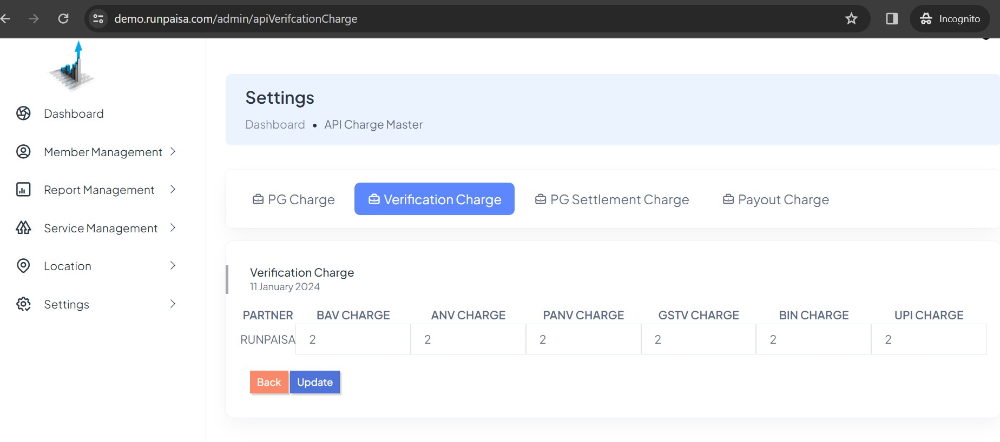 demo.runpaisa.com/admin/apiVerifcationCharge
Incognito
Dashboard
Member Management
Report Management
Service Management
Location
Settings
Settings
Dashboard • API Charge Master
PG Charge
Verification Charge
PG Settlement Charge
Payout Charge
Verification Charge
11 January 2024
PARTNER BAV CHARGE ANV CHARGE PANV CHARGE GSTV CHARGE BIN CHARGE UPI CHARGE
RUNPAISA 2 2 2 2 2 2
Back Update